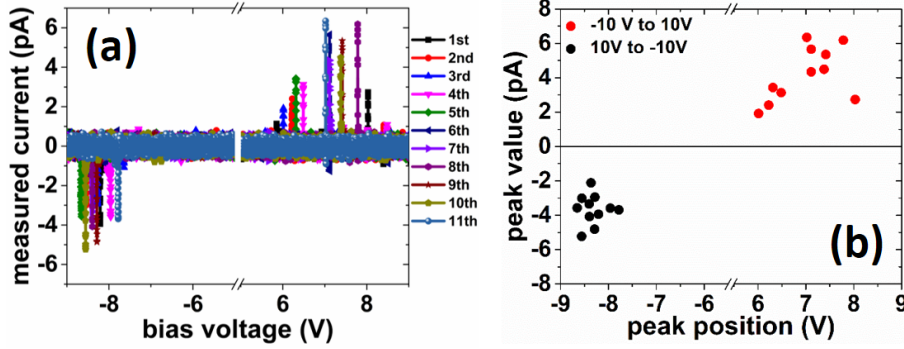 (a)
measured current (pA)
6
4
2
0
-2
-4
-6
-8
-6
6
8
bias voltage (V)
1st
2nd
3rd
4th
5th
6th
7th
8th
9th
10th
11th
(b)
peak value (pA)
8
6
4
2
0
-2
-4
-6
-8
-10 V to 10V
10V to -10V
-9
-8
-7
-6
-5
6
7
8
9
peak position (V)